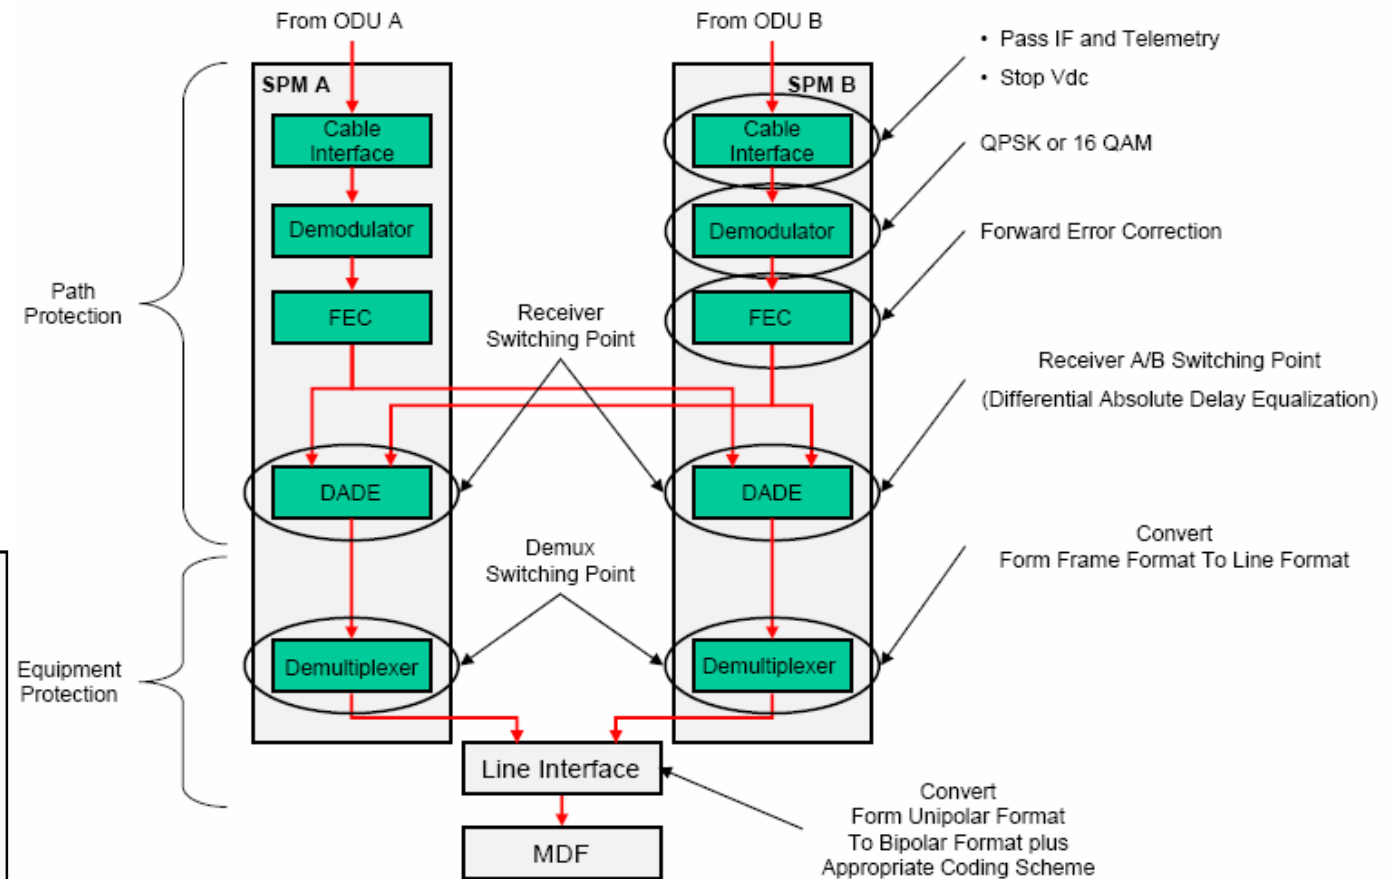 From ODU A
From ODU B
SPM A
SPM B
Cable
Interface
Cable
Interface
• Pass IF and Telemetry
• Stop Vdc
QPSK or 16 QAM
Demodulator
Demodulator
Forward Error Correction
FEC
FEC
Path
Protection
Receiver
Switching Point
Receiver A/B Switching Point
(Differential Absolute Delay Equalization)
DADE
DADE
Demux
Switching Point
Convert
Form Frame Format To Line Format
Equipment
Protection
Demultiplexer
Demultiplexer
Line Interface
Convert
Form Unipolar Format
To Bipolar Format plus
Appropriate Coding Scheme
MDF